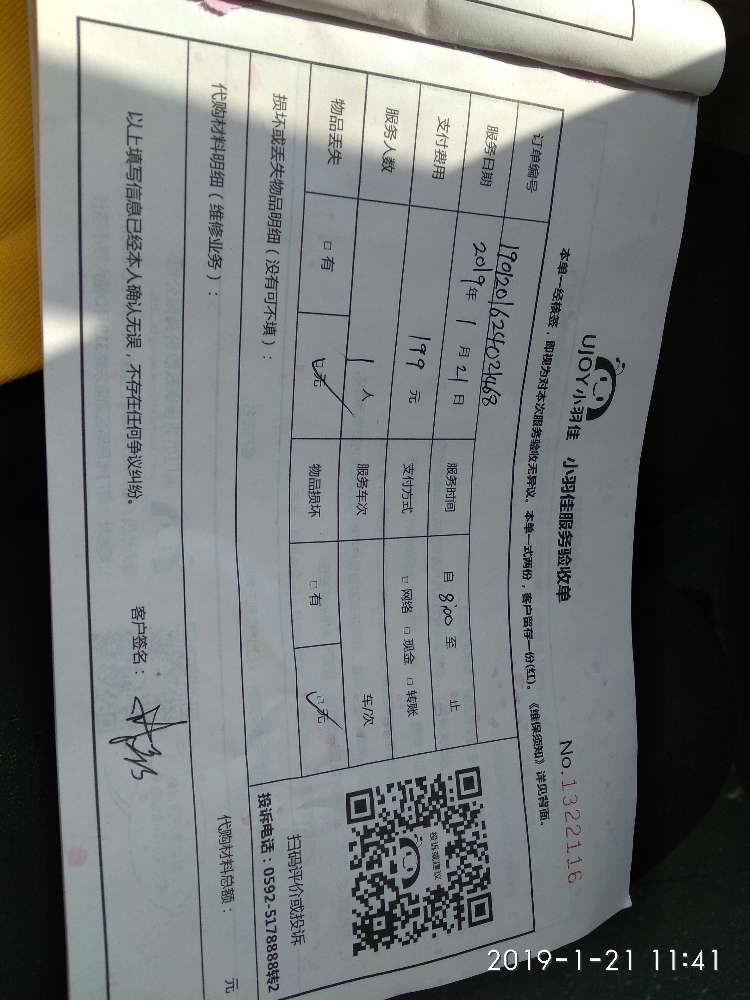 UJOY小羽佳 小羽佳服务验收单 No.1322116
本单一经核签，即视为对本次服务验收无异议。本单一式两份，客户留存一份(红)。《维保须知》详见背面。
订单编号
服务日期 2019年 1 月 21 日 服务时间 自 8:00 至 止
支付费用 199 元 支付方式 □网络 □现金 □转账
服务人数 1 人 服务车次 车/次
物品丢失 □有 □无 物品损坏 □有 □无
损坏或丢失物品明细（没有可不填）：
投诉或建议
扫码评价或投诉
投诉电话：0592-5178888转2
代购材料明细（维修业务）： 代购材料总额： 元
以上填写信息已经本人确认无误，不存在任何争议纠纷。 客户签名：
2019-1-21 11:41